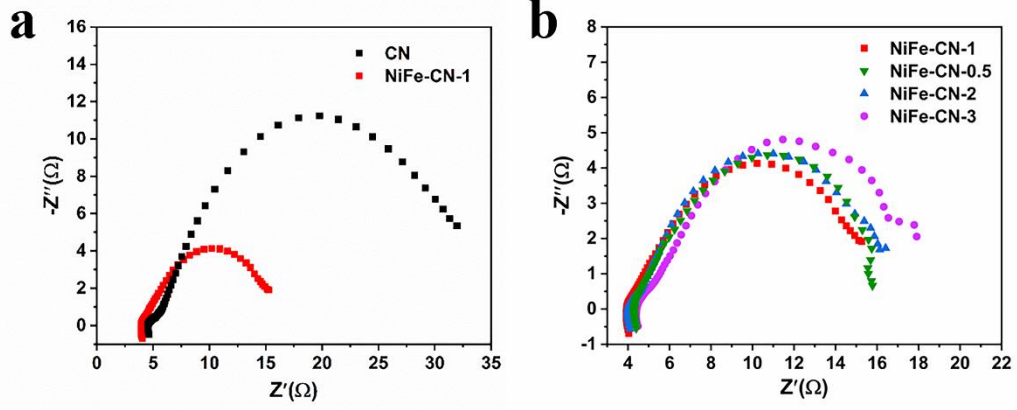 a
16
14
12
10
8
6
4
2
0
-Z''(Ω)
CN
NiFe-CN-1
0 5 10 15 20 25 30 35
Z'(Ω)
b
8
7
6
5
4
3
2
1
0
-1
-Z''(Ω)
NiFe-CN-1
NiFe-CN-0.5
NiFe-CN-2
NiFe-CN-3
4 6 8 10 12 14 16 18 20 22
Z'(Ω)